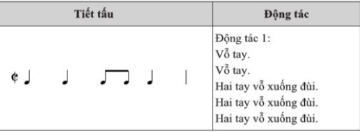 Tiết tấu
Động tác
Động tác 1:
Vỗ tay.
Vỗ tay.
Hai tay vỗ xuống đùi.
Hai tay vỗ xuống đùi.
Hai tay vỗ xuống đùi.